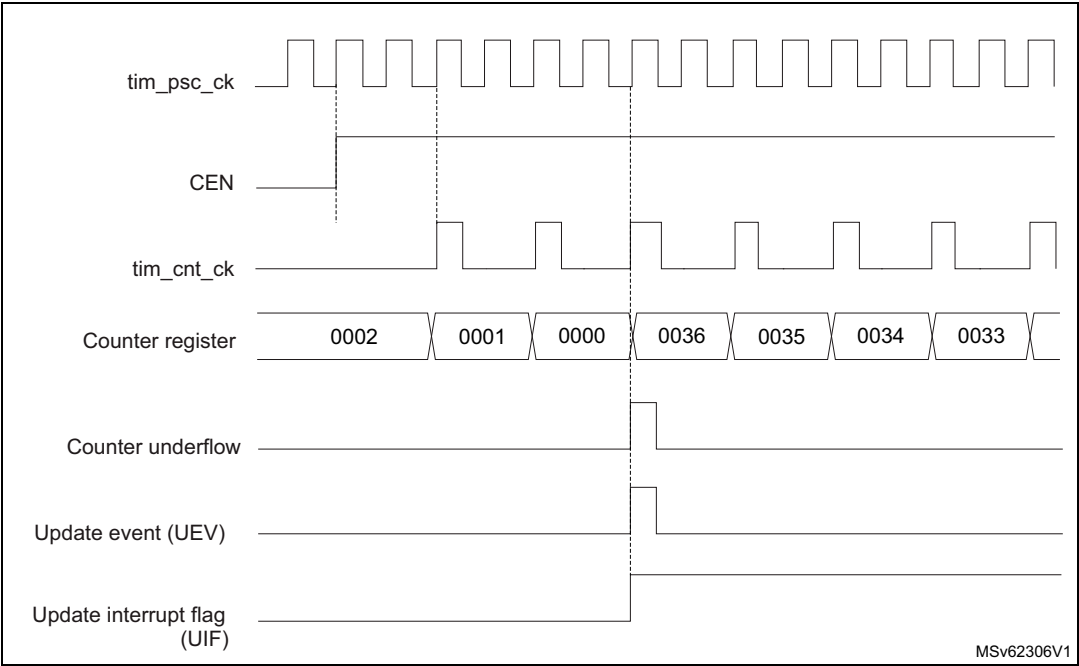 tim_psc_ck
CEN
tim_cnt_ck
Counter register 0002 0001 0000 0036 0035 0034 0033
Counter underflow
Update event (UEV)
Update interrupt flag
(UIF)
MSv62306V1